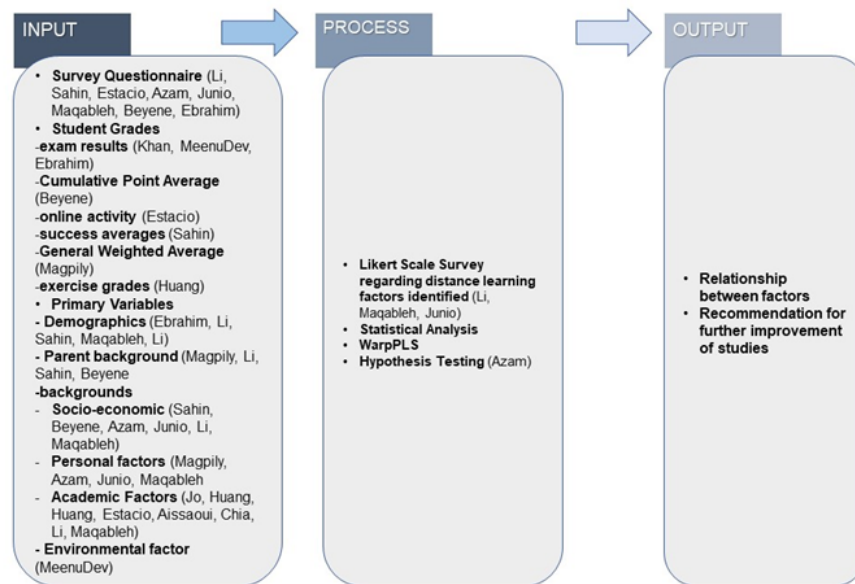 INPUT
• Survey Questionnaire (Li,
Sahin, Estacio, Azam, Junio,
Maqableh, Beyene, Ebrahim)
• Student Grades
-exam results (Khan, MeenuDev,
Ebrahim)
-Cumulative Point Average
(Beyene)
-online activity (Estacio)
-success averages (Sahin)
-General Weighted Average
(Magpily)
-exercise grades (Huang)
• Primary Variables
- Demographics (Ebrahim, Li,
Sahin, Maqableh, Li)
- Parent background (Magpily, Li,
Sahin, Beyene
-backgrounds
- Socio-economic (Sahin,
Beyene, Azam, Junio, Li,
Maqableh)
- Personal factors (Magpily,
Azam, Junio, Maqableh
- Academic Factors (Jo, Huang,
Huang, Estacio, Aissaoui, Chia,
Li, Maqableh)
- Environmental factor
(MeenuDev)
PROCESS
• Likert Scale Survey
regarding distance learning
factors identified (Li,
Maqableh, Junio)
• Statistical Analysis
• WarpPLS
• Hypothesis Testing (Azam)
OUTPUT
• Relationship
between factors
• Recommendation for
further improvement
of studies